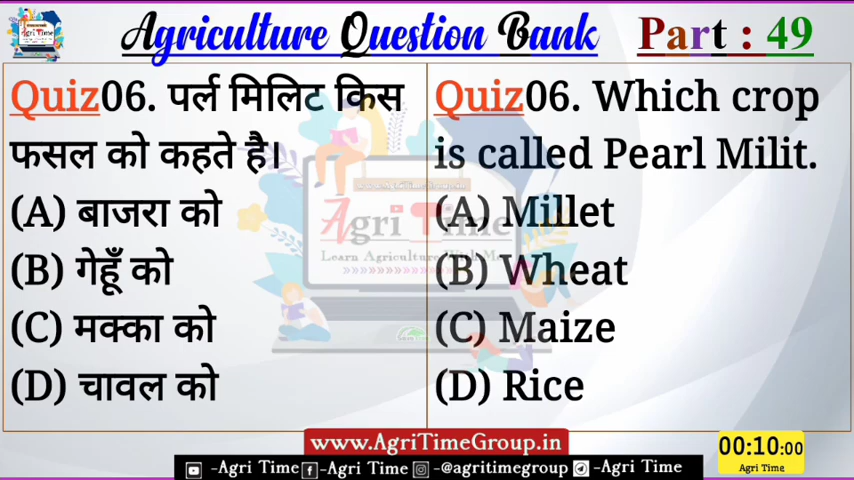 Agriculture Question Bank Part : 49
Quiz06. पर्ल मिलिट किस
फसल को कहते है।
(A) बाजरा को
(B) गेहूँ को
(C) मक्का को
(D) चावल को
Quiz06. Which crop
is called Pearl Milit.
(A) Millet
(B) Wheat
(C) Maize
(D) Rice
Agri Time
Learn Agriculture With Me
www.AgriTimeGroup.in
-Agri Time -Agri Time -@agritimegroup -Agri Time
00:10:00
Agri Time